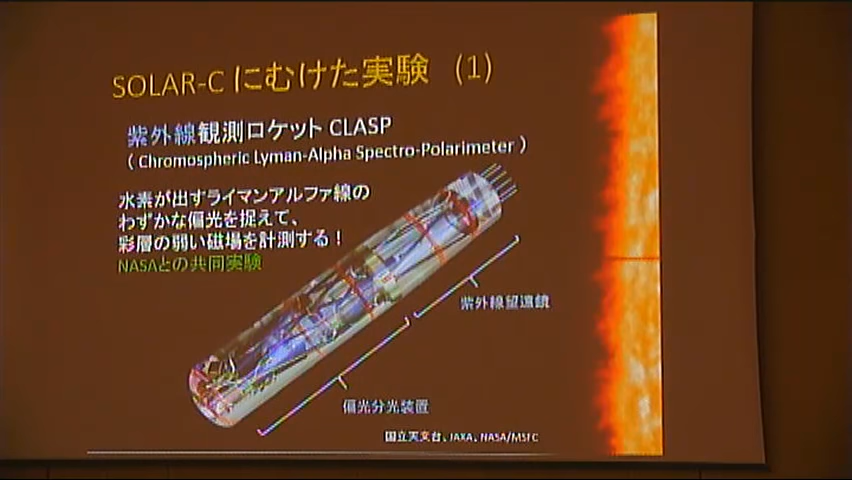 SOLAR-C にむけた実験 (1)
紫外線観測ロケット CLASP
( Chromospheric Lyman-Alpha Spectro-Polarimeter )
水素が出すライマンアルファ線の
わずかな偏光を捉えて、
彩層の弱い磁場を計測する！
NASAとの共同実験
紫外線望遠鏡
偏光分光装置
国立天文台、JAXA、NASA/MSFC